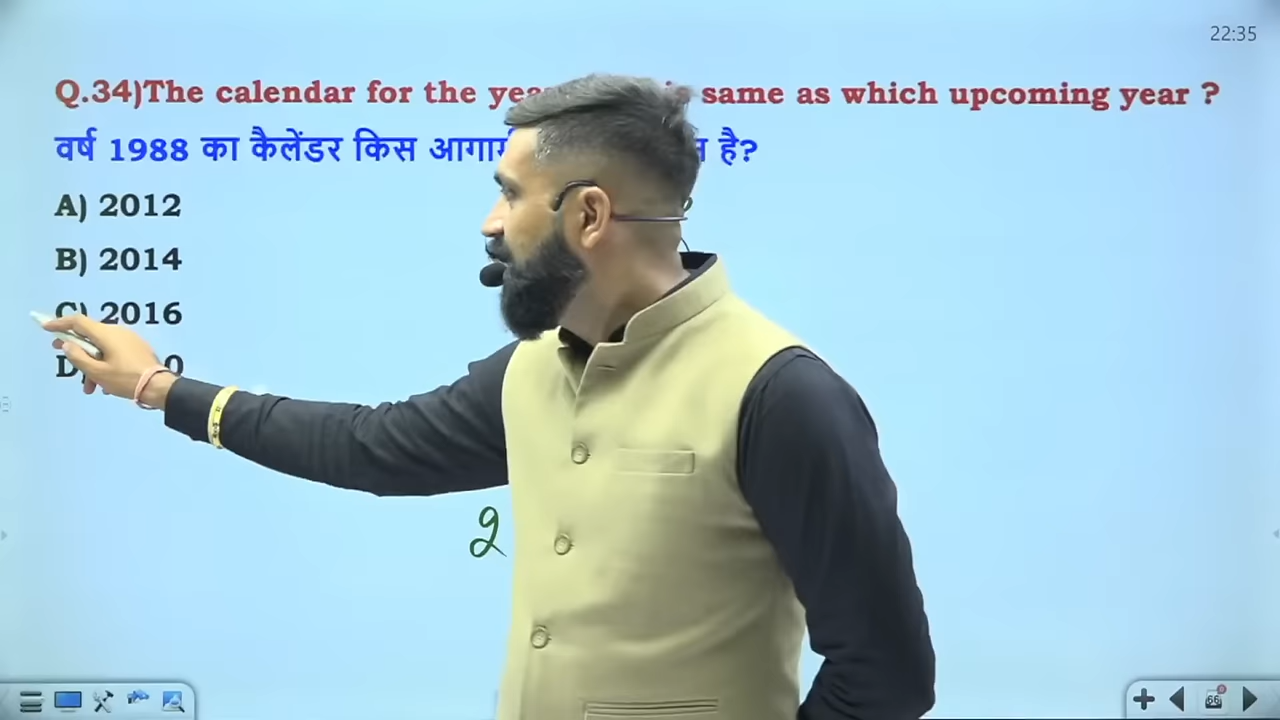 22:35
Q.34)The calendar for the same as which upcoming year ?
वर्ष 1988 का कैलेंडर किस है?
A) 2012
B) 2014
C) 2016
D)
2